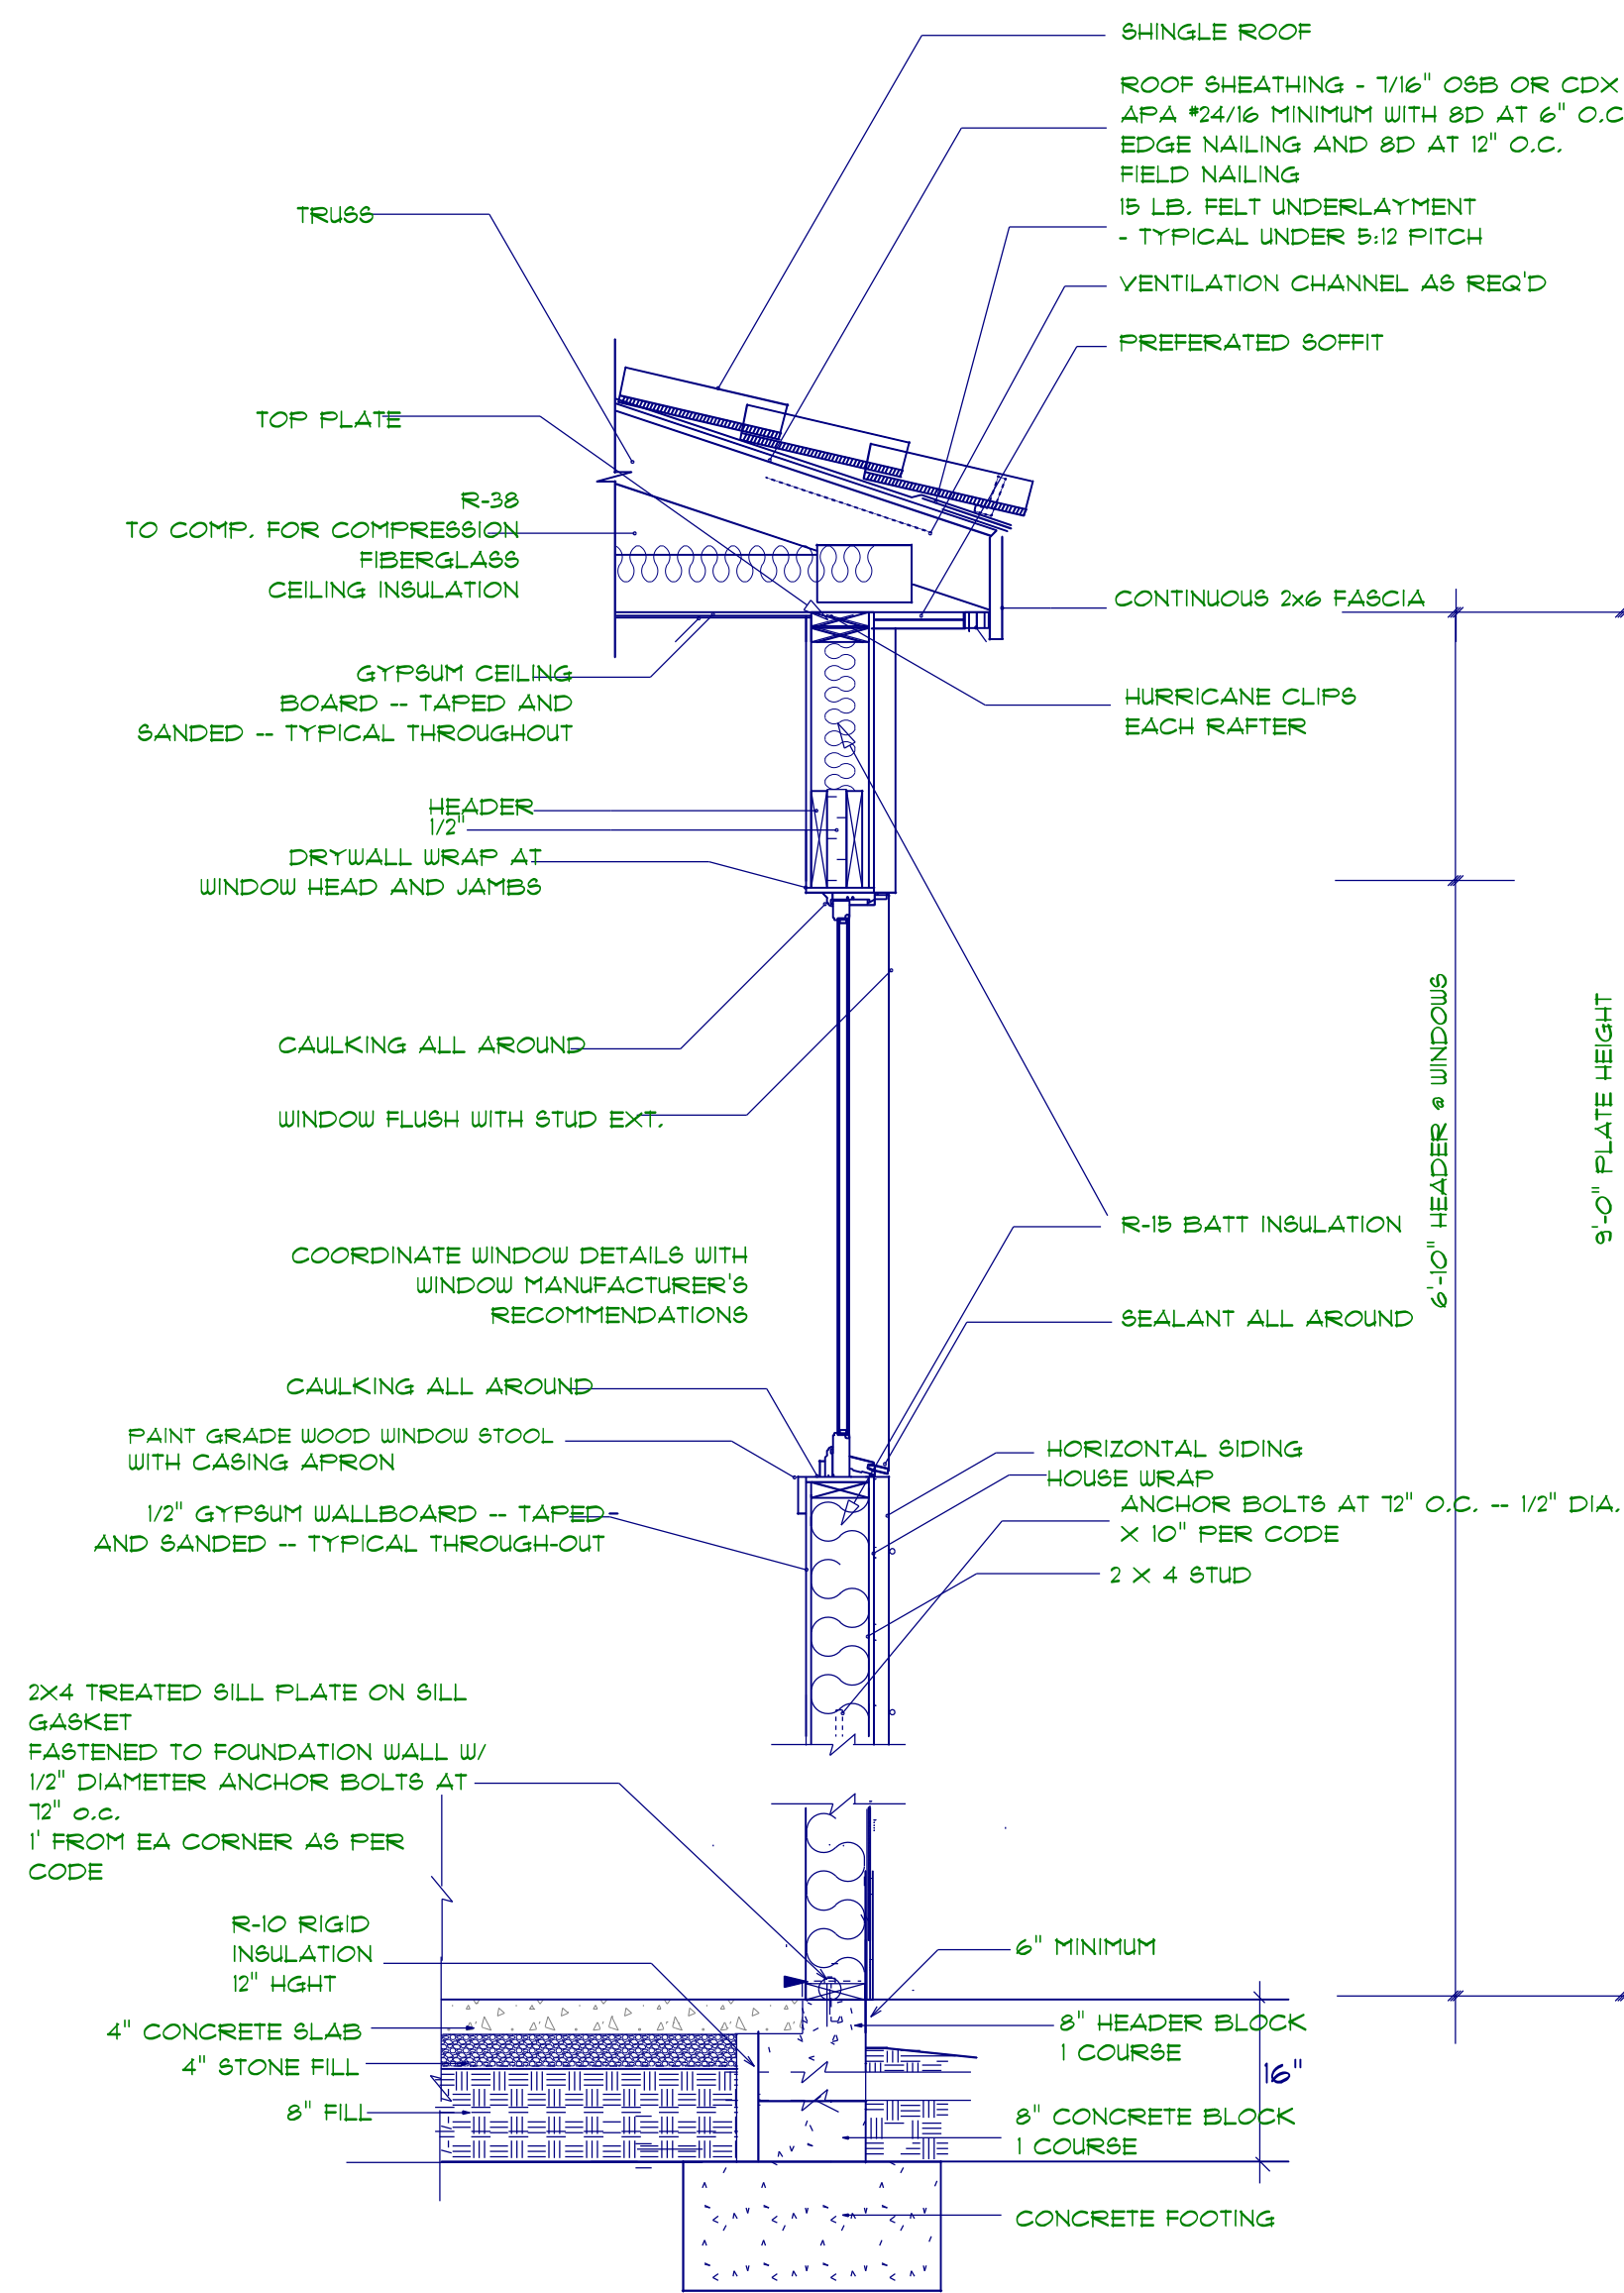 SHINGLE ROOF
ROOF SHEATHING - 7/16" OSB OR CDX
APA #24/16 MINIMUM WITH 8D AT 6" O.C
EDGE NAILING AND 8D AT 12" O.C.
FIELD NAILING
15 LB. FELT UNDERLAYMENT
- TYPICAL UNDER 5:12 PITCH
TRUSS
VENTILATION CHANNEL AS REQ'D
PREFERATED SOFFIT
TOP PLATE
R-38
TO COMP. FOR COMPRESSION
FIBERGLASS
CEILING INSULATION
CONTINUOUS 2x6 FASCIA
GYPSUM CEILING
BOARD -- TAPED AND
SANDED -- TYPICAL THROUGHOUT
HURRICANE CLIPS
EACH RAFTER
HEADER
1/2"
DRYWALL WRAP AT
WINDOW HEAD AND JAMBS
6'-10" HEADER @ WINDOWS
9'-0" PLATE HEIGHT
CAULKING ALL AROUND
WINDOW FLUSH WITH STUD EXT.
R-15 BATT INSULATION
COORDINATE WINDOW DETAILS WITH
WINDOW MANUFACTURER'S
RECOMMENDATIONS
SEALANT ALL AROUND
CAULKING ALL AROUND
PAINT GRADE WOOD WINDOW STOOL
WITH CASING APRON
HORIZONTAL SIDING
HOUSE WRAP
1/2" GYPSUM WALLBOARD -- TAPED-
AND SANDED -- TYPICAL THROUGH-OUT
ANCHOR BOLTS AT 72" O.C. -- 1/2" DIA.
X 10" PER CODE
2 X 4 STUD
2X4 TREATED SILL PLATE ON SILL
GASKET
FASTENED TO FOUNDATION WALL W/
1/2" DIAMETER ANCHOR BOLTS AT
72" o.c.
1' FROM EA CORNER AS PER
CODE
R-10 RIGID
INSULATION
12" HGHT
6" MINIMUM
4" CONCRETE SLAB
8" HEADER BLOCK
1 COURSE
4" STONE FILL
16"
8" FILL
8" CONCRETE BLOCK
1 COURSE
CONCRETE FOOTING